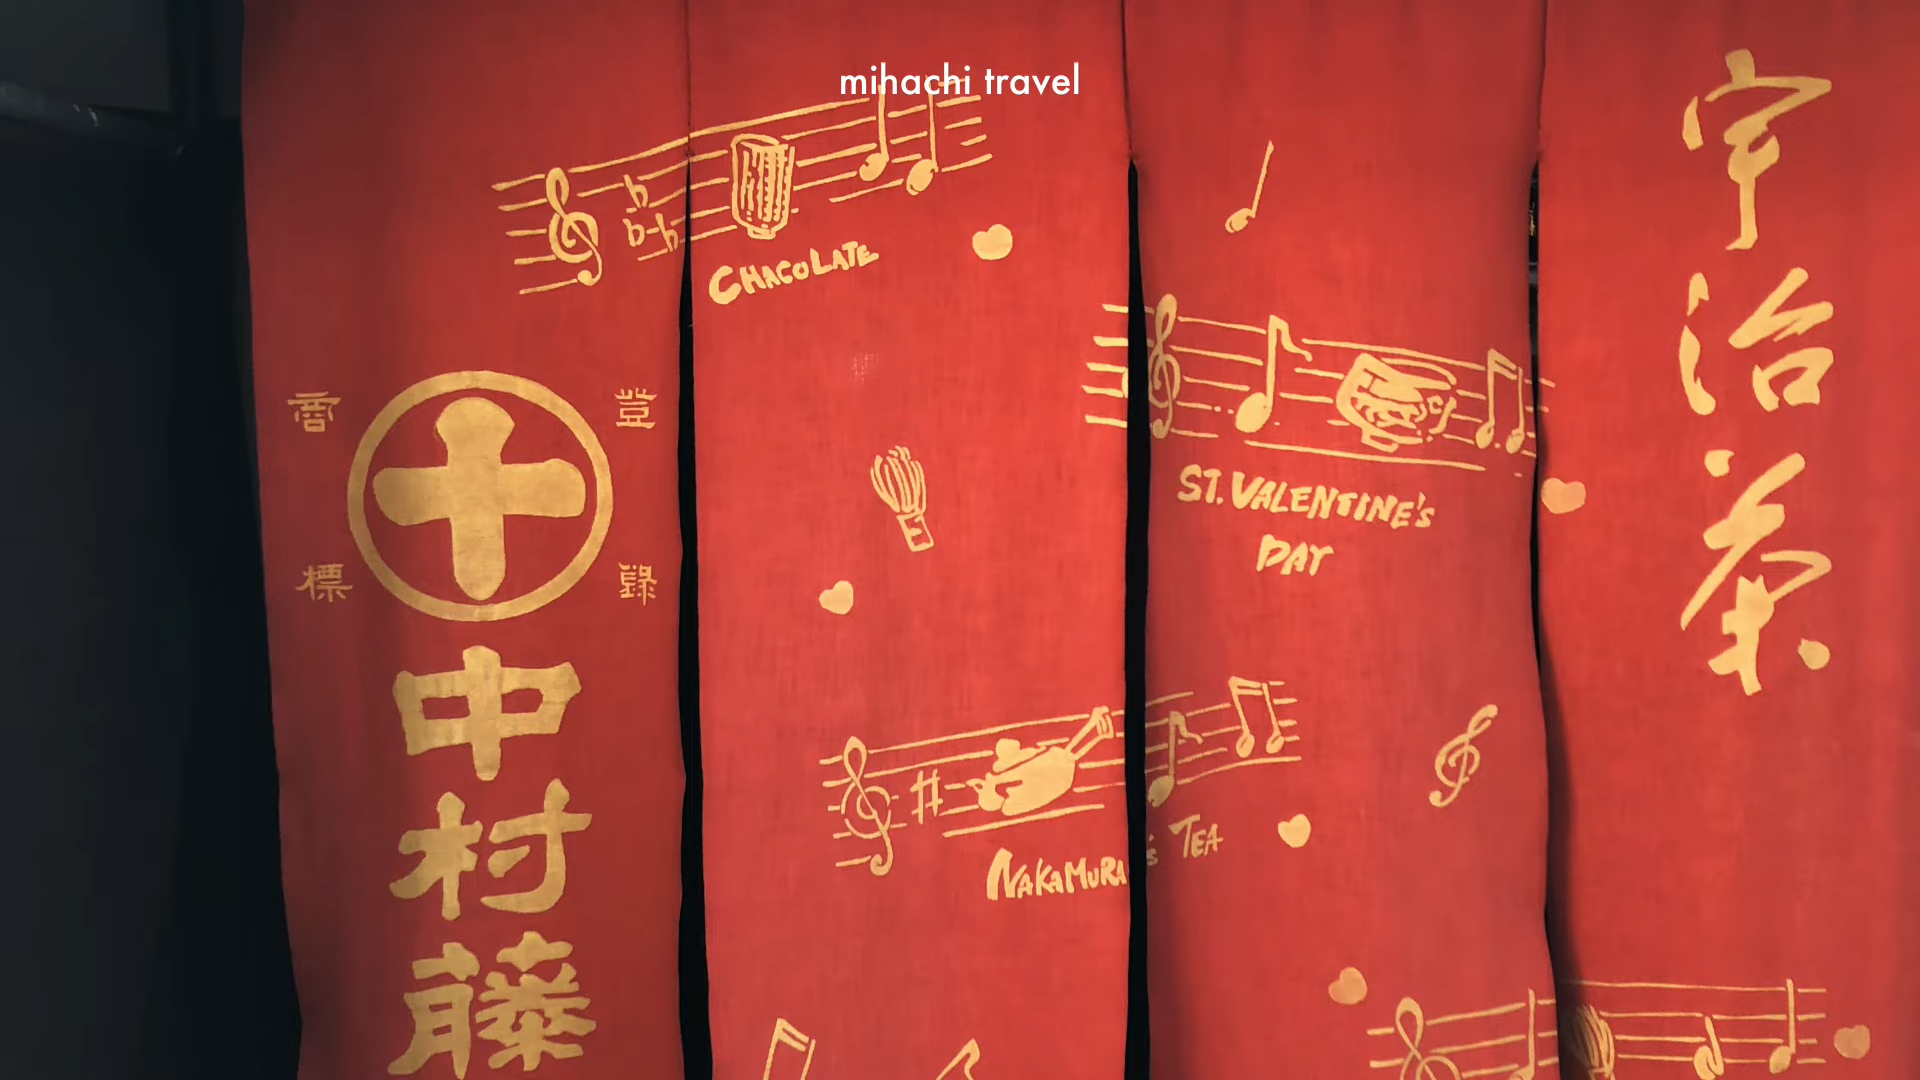 mihachi travel
CHACOLATE
登録
商標
中村藤
ST. VALENTINE'S
DAY
NAKAMURA's TEA
宇治茶